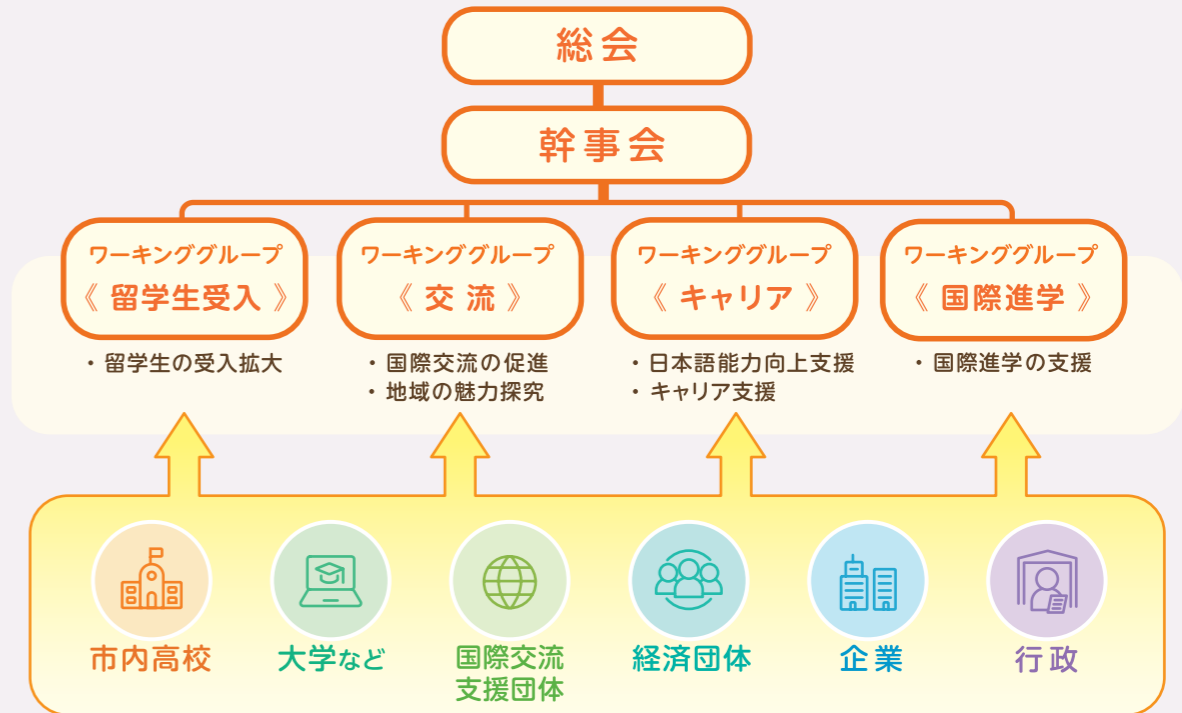 総会
幹事会
ワーキンググループ
《 留学生受入 》
・留学生の受入拡大
ワーキンググループ
《 交流 》
・国際交流の促進
・地域の魅力探究
ワーキンググループ
《 キャリア 》
・日本語能力向上支援
・キャリア支援
ワーキンググループ
《 国際進学 》
・国際進学の支援
市内高校
大学など
国際交流
支援団体
経済団体
企業
行政